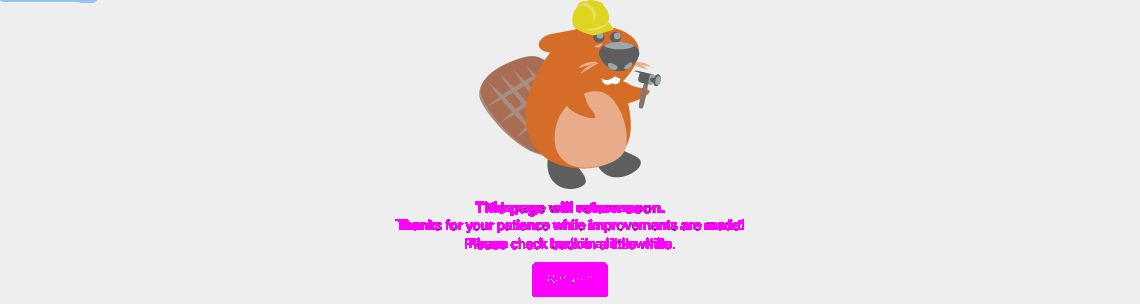 This page will return soon.
Thanks for your patience while improvements are made!
Please check back in a little while.